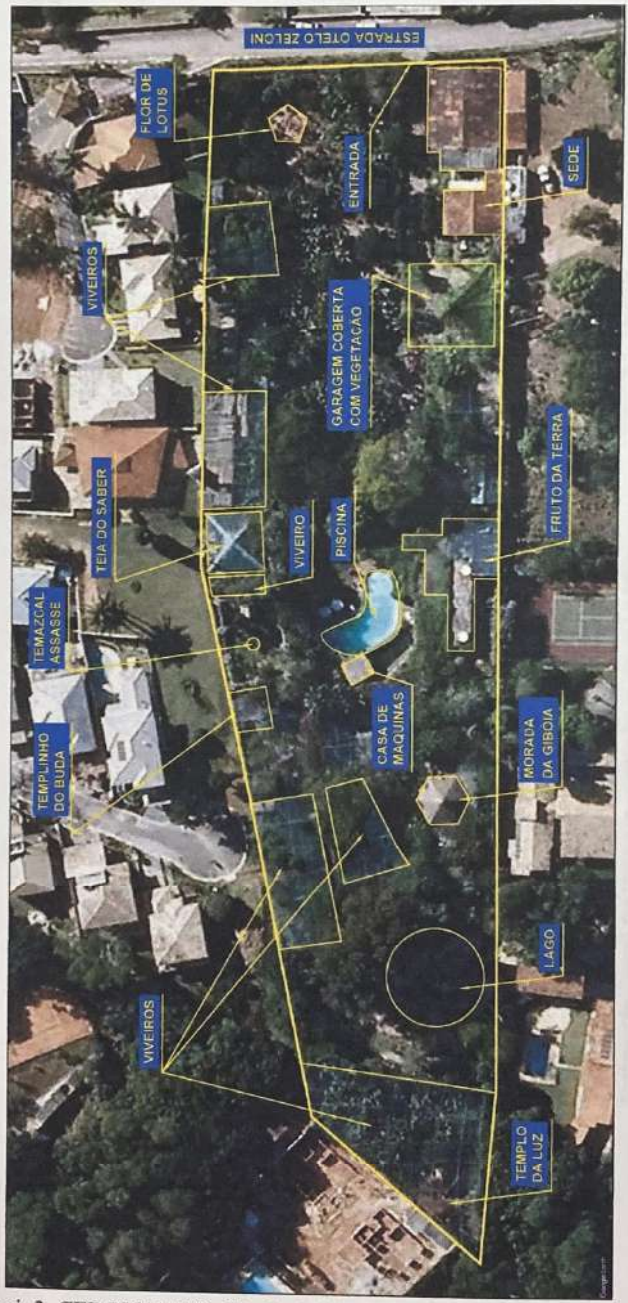 TEMPLINHO
DO BUDA
TEMAZCAL
ASSASSE
TEIA DO SABER
VIVEIROS
FLOR DE
LOTUS
ESTRADA OTELO ZELONI
VIVEIROS
CASA DE
MAQUINAS
VIVEIRO
PISCINA
GARAGEM COBERTA
COM VEGETAÇÃO
ENTRADA
TEMPLO
DA LUZ
LAGO
MORADA
DA GIBOIA
FRUTO DA TERRA
SEDE